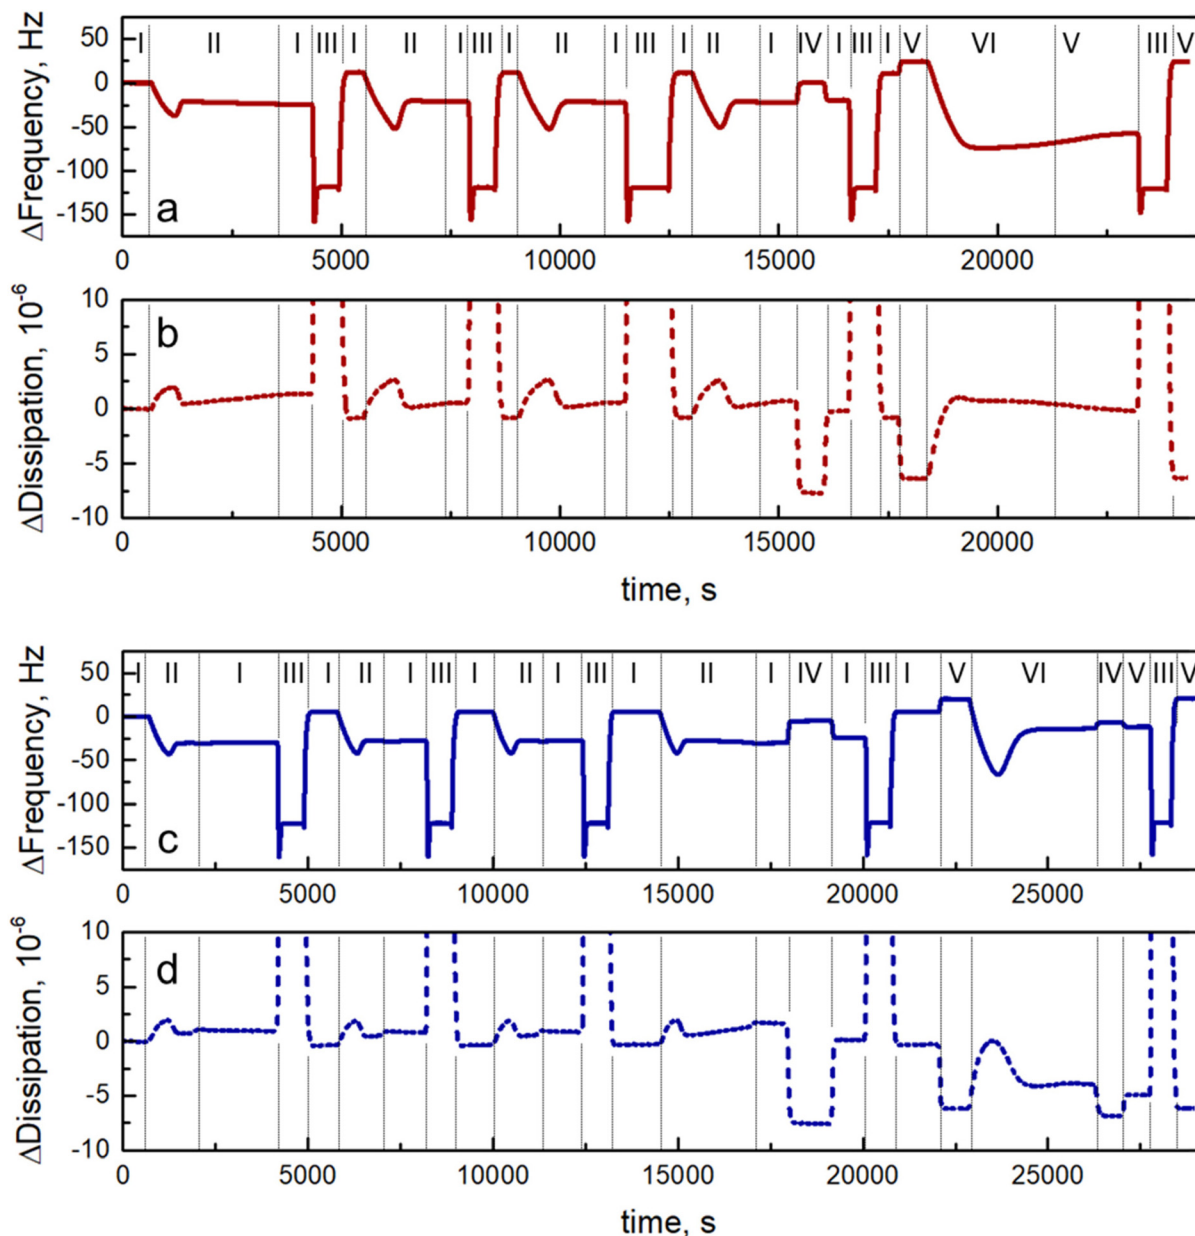 ΔFrequency, Hz
50
0
-50
-100
-150
I II I III I II I III I II I III I II I IV I III I V VI V III V
a
0 5000 10000 15000 20000
ΔDissipation, 10⁻⁶
10
5
0
-5
-10
b
0 5000 10000 15000 20000
time, s
ΔFrequency, Hz
50
0
-50
-100
-150
I II I III I II I III I II I III I II I IV I III I V VI IV V III V
c
0 5000 10000 15000 20000 25000
ΔDissipation, 10⁻⁶
10
5
0
-5
-10
d
0 5000 10000 15000 20000 25000
time, s